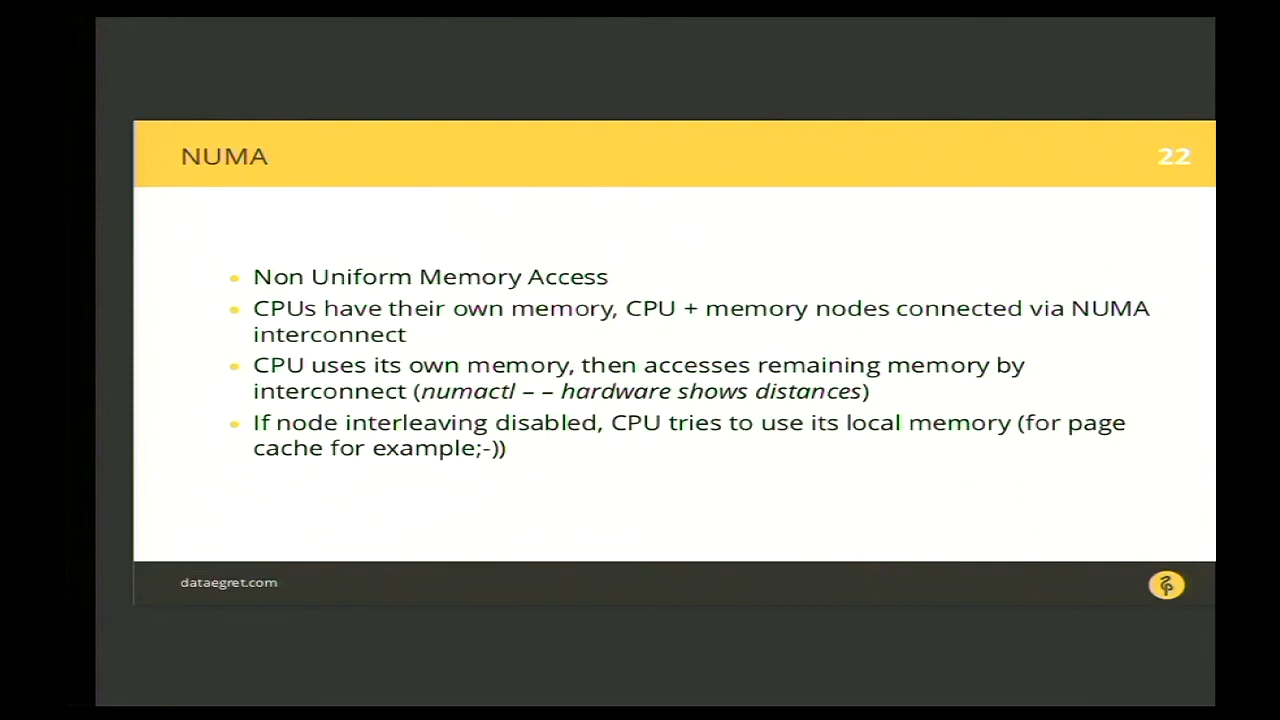 NUMA
22
Non Uniform Memory Access
CPUs have their own memory, CPU + memory nodes connected via NUMA
interconnect
CPU uses its own memory, then accesses remaining memory by
interconnect (numactl – – hardware shows distances)
If node interleaving disabled, CPU tries to use its local memory (for page
cache for example;-))
dataegret.com